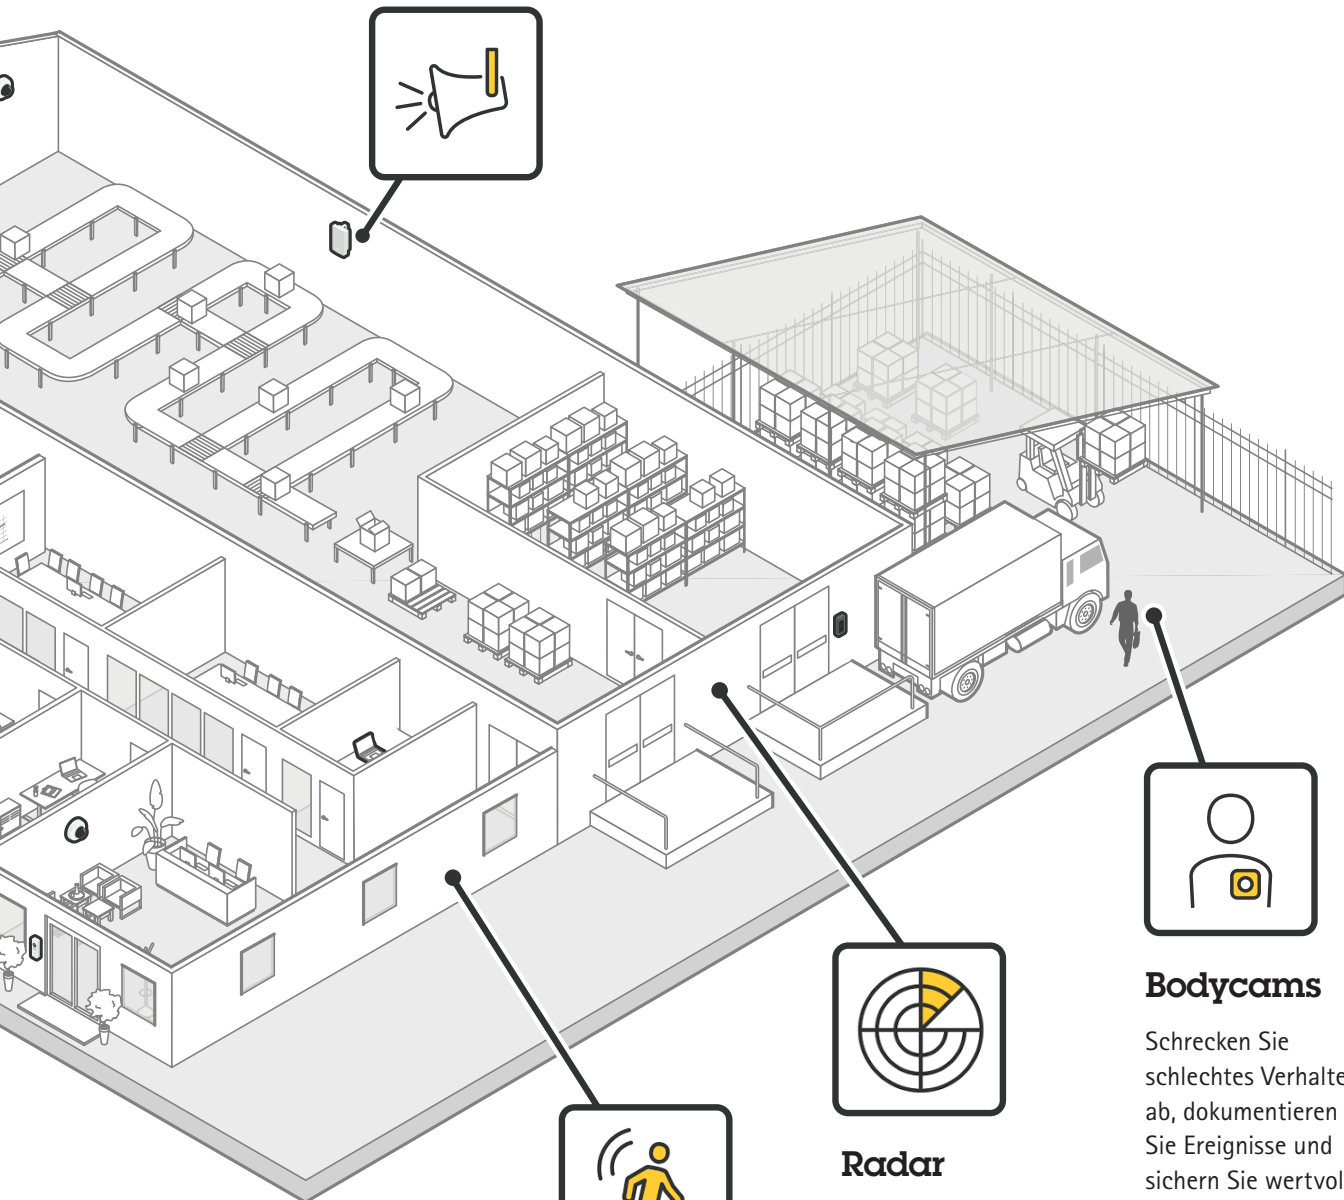 Bodycams
Schrecken Sie
schlechtes Verhalte
ab, dokumentieren
Sie Ereignisse und
sichern Sie wertvol
Radar